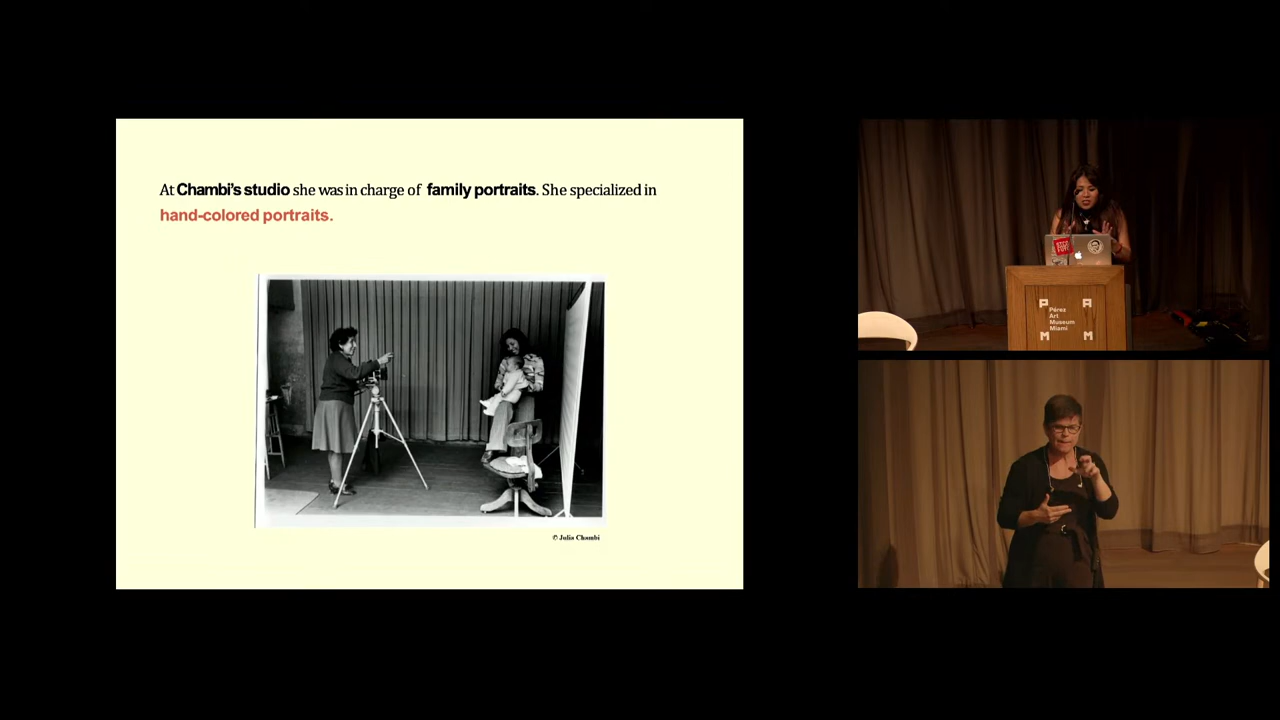 At Chambi's studio she was in charge of family portraits. She specialized in
hand-colored portraits.
© Julia Chambi
P A
Pérez
Art
Museum
Miami
M M